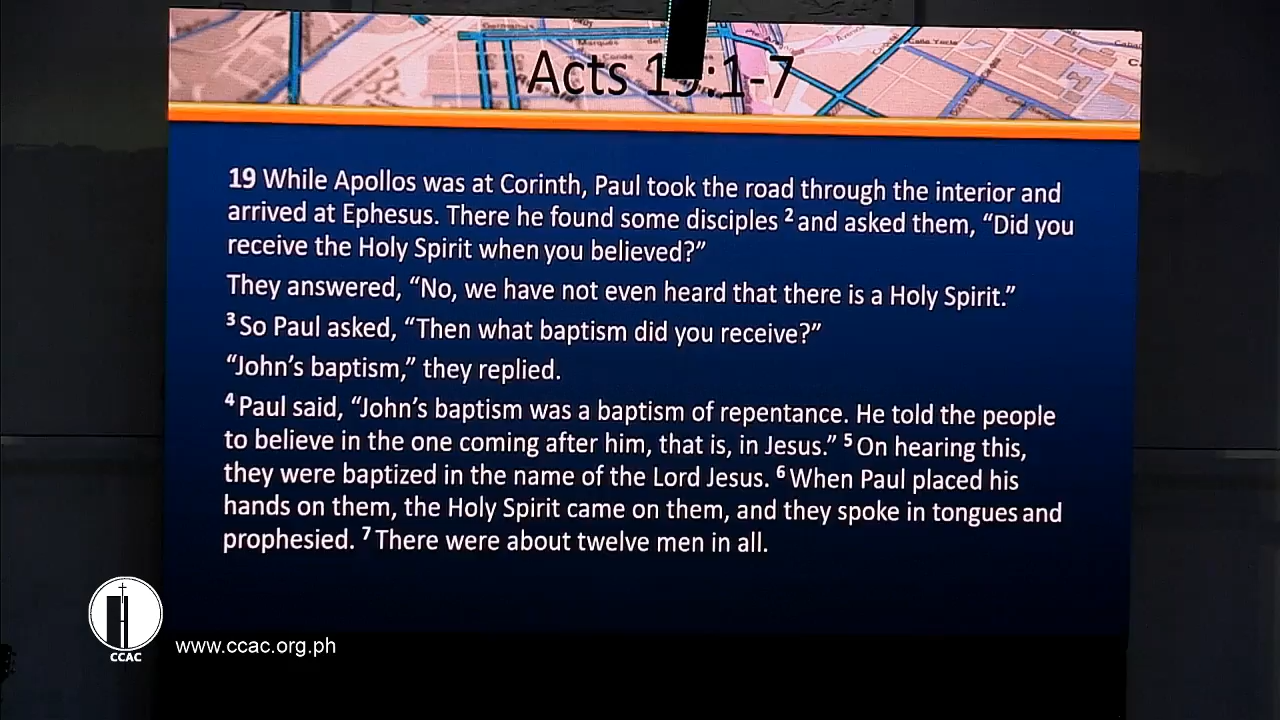 Acts 19:1-7
19 While Apollos was at Corinth, Paul took the road through the interior and
arrived at Ephesus. There he found some disciples 2 and asked them, “Did you
receive the Holy Spirit when you believed?”
They answered, “No, we have not even heard that there is a Holy Spirit.”
3 So Paul asked, “Then what baptism did you receive?”
“John’s baptism,” they replied.
4 Paul said, “John’s baptism was a baptism of repentance. He told the people
to believe in the one coming after him, that is, in Jesus.” 5 On hearing this,
they were baptized in the name of the Lord Jesus. 6 When Paul placed his
hands on them, the Holy Spirit came on them, and they spoke in tongues and
prophesied. 7 There were about twelve men in all.
CCAC
www.ccac.org.ph